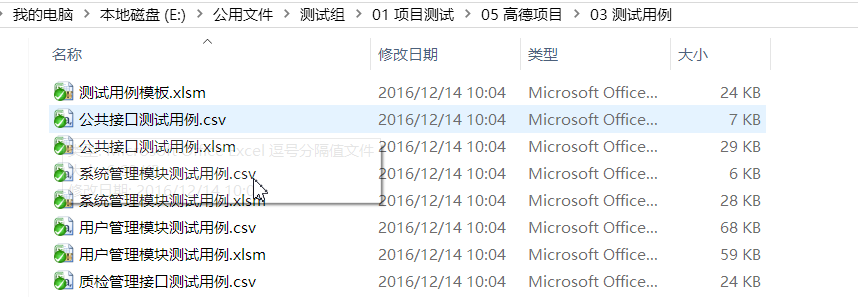 我的电脑 > 本地磁盘 (E:) > 公用文件 > 测试组 > 01 项目测试 > 05 高德项目 > 03 测试用例
名称 修改日期 类型 大小
测试用例模板.xlsm 2016/12/14 10:04 Microsoft Office... 24 KB
公共接口测试用例.csv 2016/12/14 10:04 Microsoft Office... 7 KB
公共接口测试用例.xlsm 2016/12/14 10:04 Microsoft Office... 29 KB
Excel 逗号分隔值文件
系统管理模块测试用例.csv 2016/12/14 10:04 Microsoft Office... 6 KB
修改日期: 2016/12/14 10:0
系统管理模块测试用例.xlsm 2016/12/14 10:04 Microsoft Office... 28 KB
用户管理模块测试用例.csv 2016/12/14 10:04 Microsoft Office... 68 KB
用户管理模块测试用例.xlsm 2016/12/14 10:04 Microsoft Office... 59 KB
质检管理接口测试用例.csv 2016/12/14 10:04 Microsoft Office... 24 KB